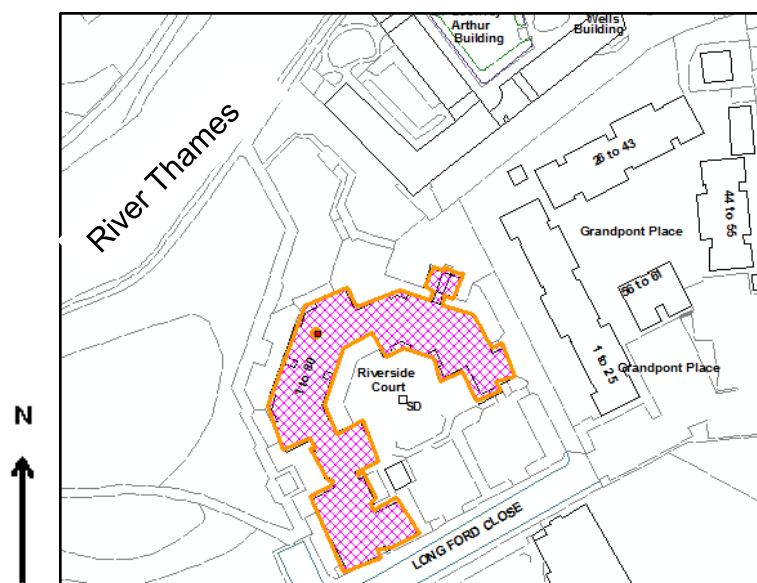 Arthur
Building
Wells
Building
River Thames
26 to 43
44 to 55
Grandpont Place
56 to 61
1 to 25
Grandpont Place
1 to 80
Riverside
Court
SD
N
LONG FORD CLOSE